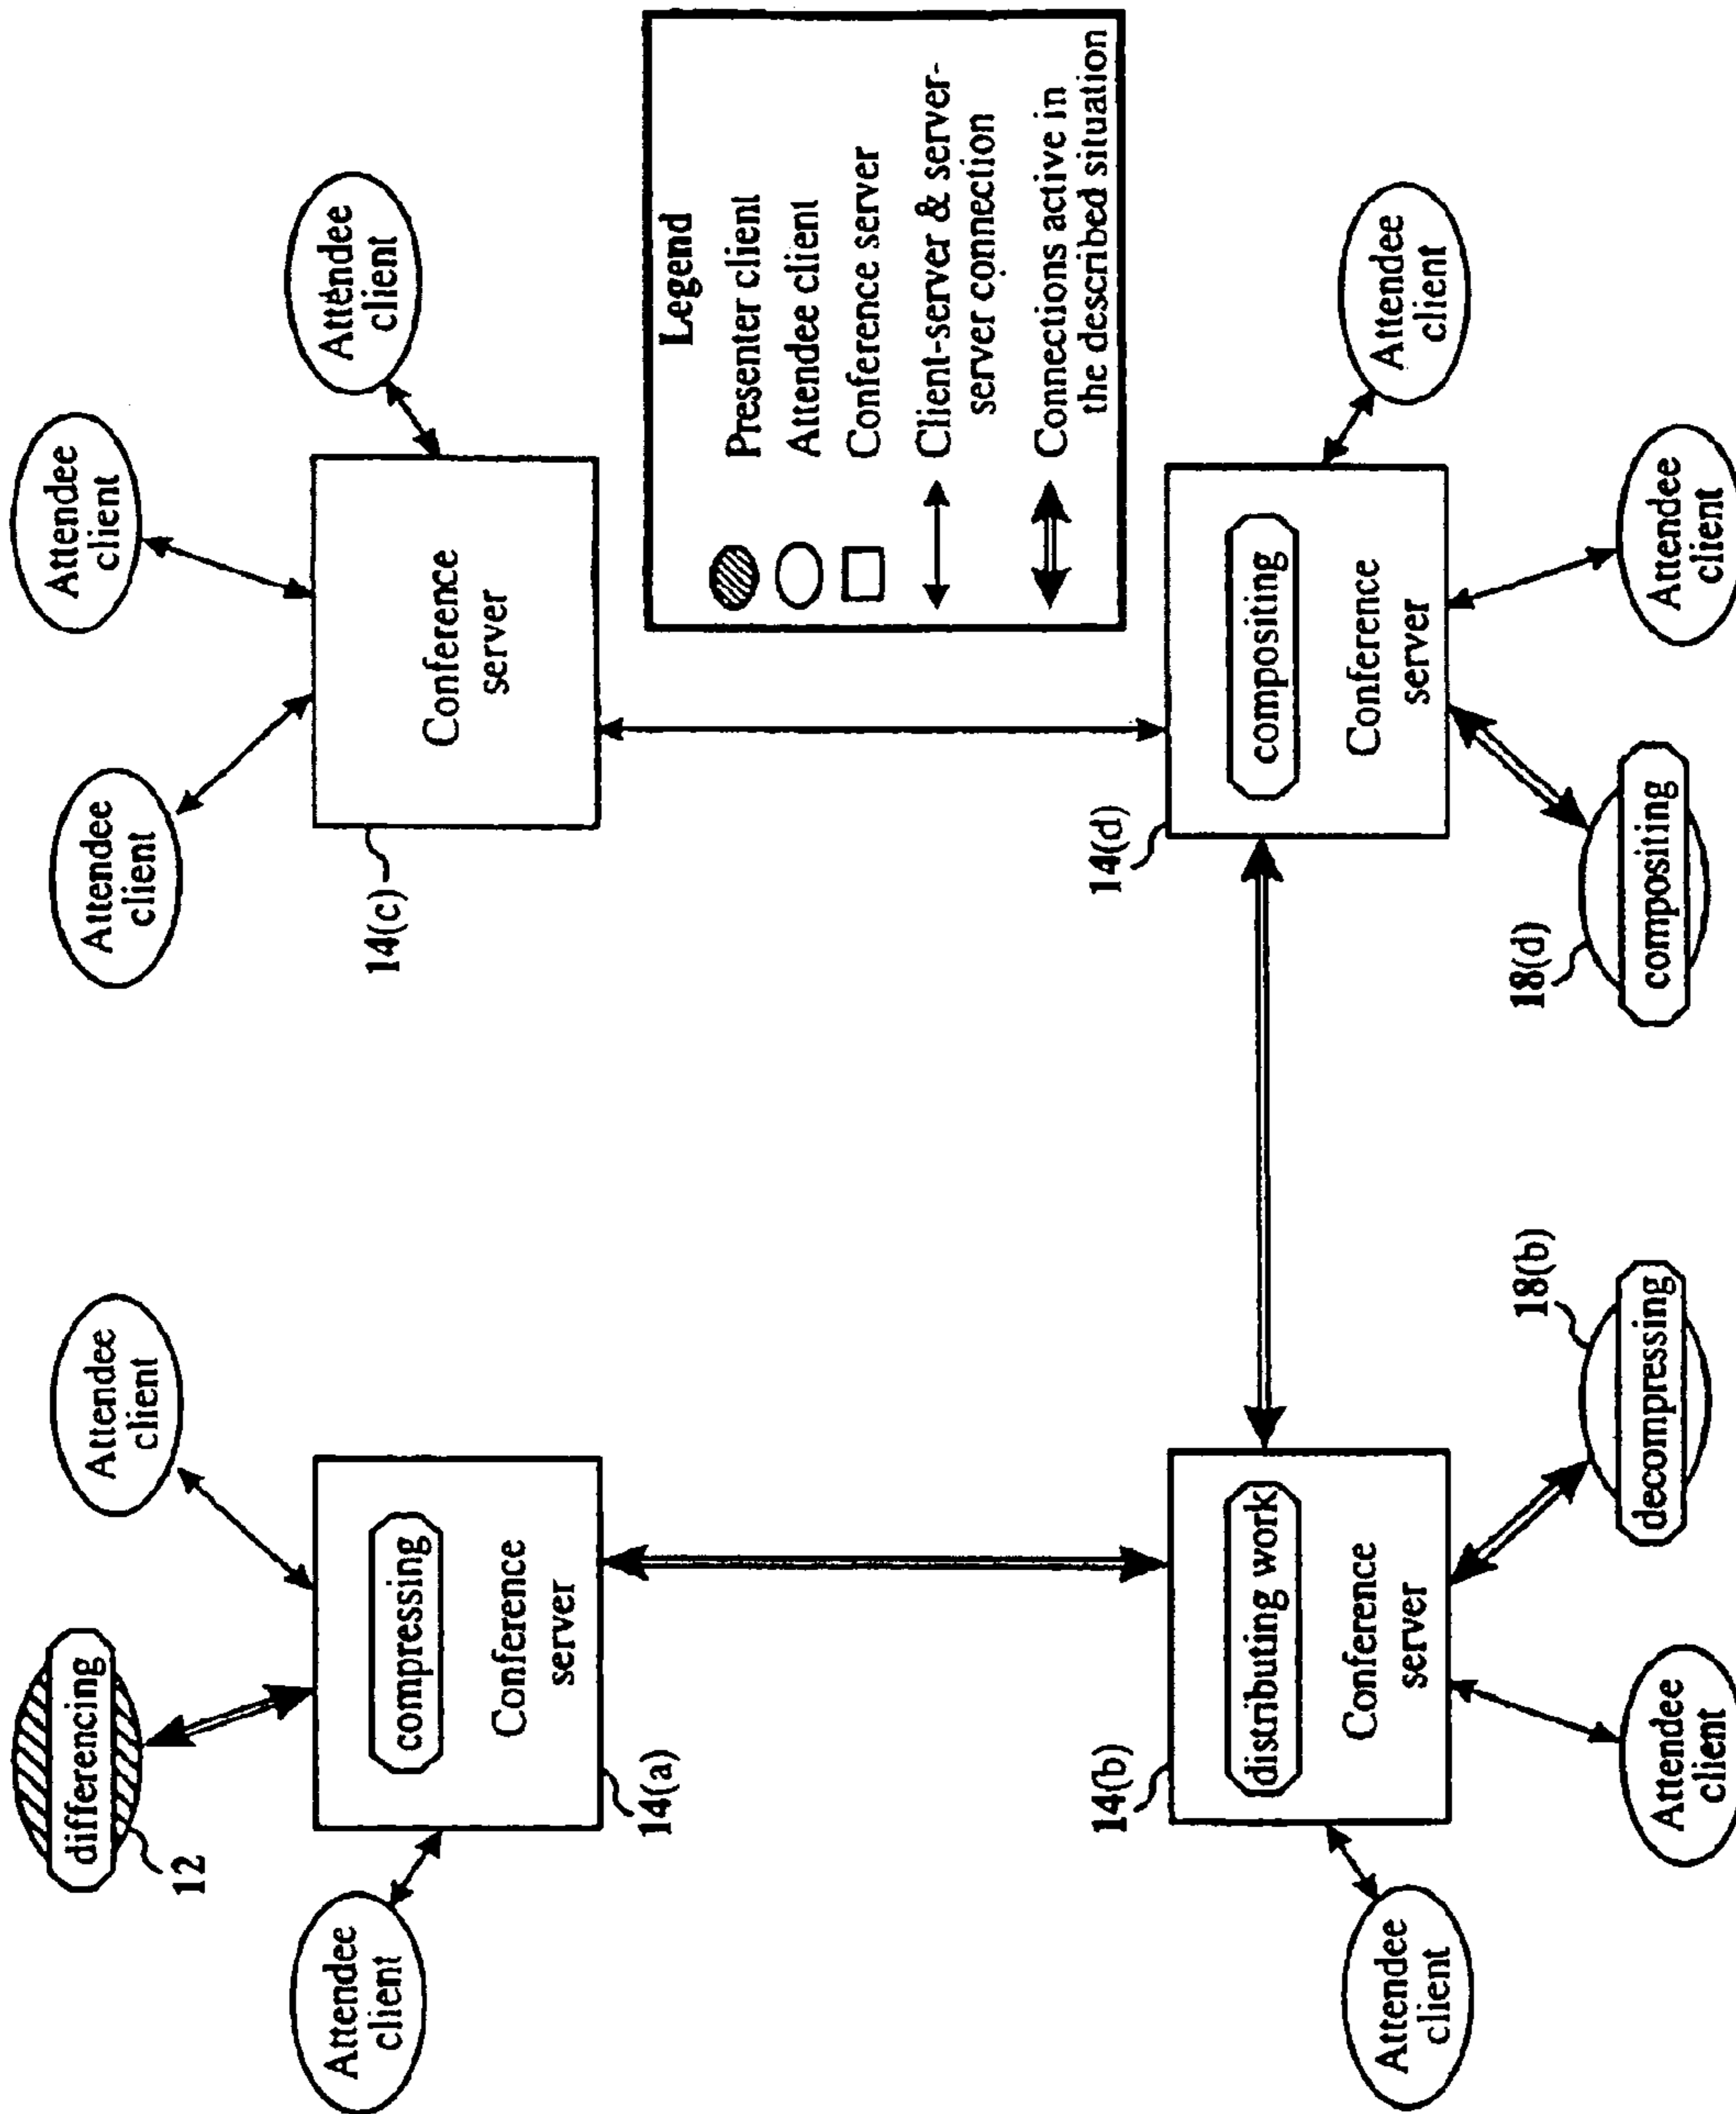 differencing
12
Attendee
client
Attendee
client
compressing
Conference
server
14(a)
Attendee
client
Attendee
client
Attendee
client
Conference
server
14(c)
Legend
Presenter client
Attendee client
Conference server
Client-server & server-
server connection
Connections active in
the described situation
14(b)
distributing work
Conference
server
Attendee
client
Attendee
client
18(b)
decompressing
14(d)
compositing
Conference
server
18(d)
compositing
Attendee
client
Attendee
client